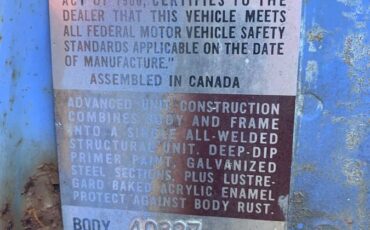 ACT OF 1966, CERTIFIES TO THE
DEALER THAT THIS VEHICLE MEETS
ALL FEDERAL MOTOR VEHICLE SAFETY
STANDARDS APPLICABLE ON THE DATE
OF MANUFACTURE."
ASSEMBLED IN CANADA
ADVANCED UNIT CONSTRUCTION
COMBINES BODY AND FRAME
INTO A SINGLE ALL-WELDED
STRUCTURAL UNIT. DEEP-DIP
PRIMER PAINT, GALVANIZED
STEEL SECTIONS, PLUS LUSTRE-
GARD BAKED ACRYLIC ENAMEL
PROTECT AGAINST BODY RUST.
BODY